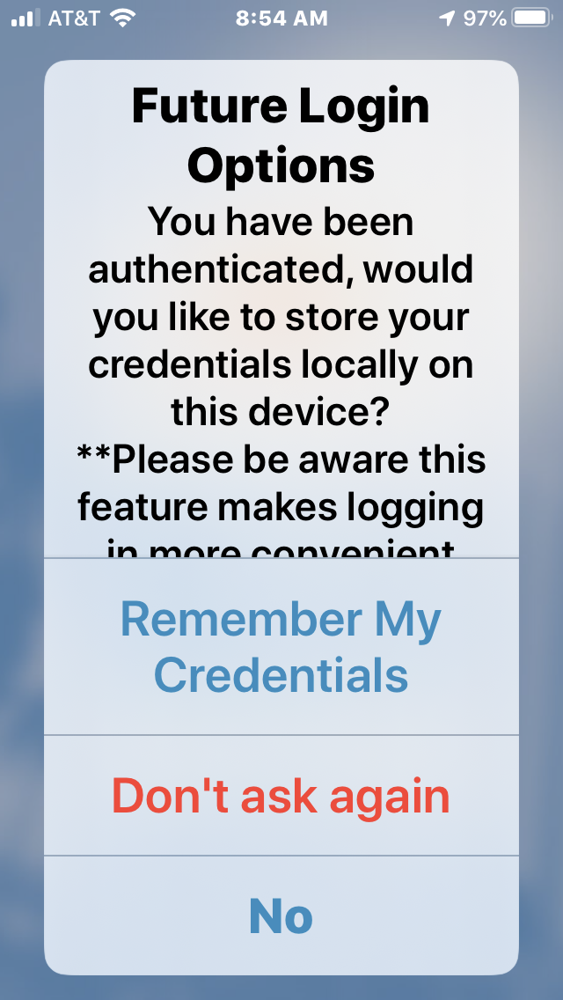 AT&T 8:54 AM 97%
Future Login
Options
You have been
authenticated, would
you like to store your
credentials locally on
this device?
**Please be aware this
feature makes logging
in more convenient
Remember My
Credentials
Don't ask again
No